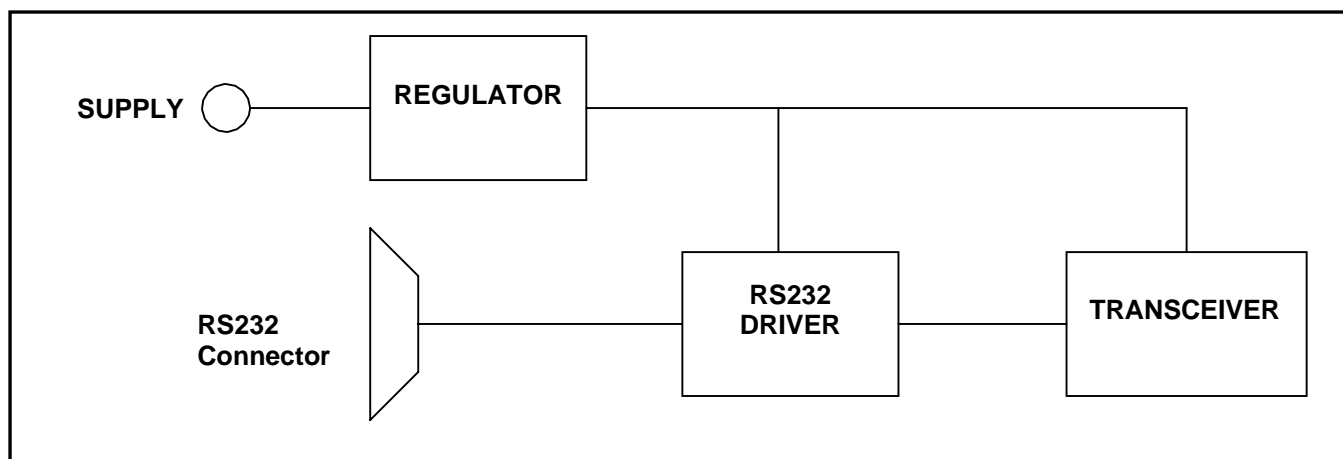 SUPPLY
REGULATOR
RS232
Connector
RS232
DRIVER
TRANSCEIVER